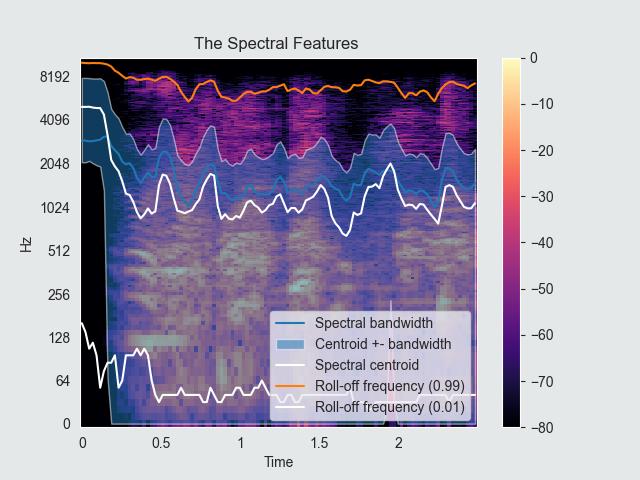 The Spectral Features
8192
4096
2048
1024
512
256
128
64
0
Hz
0
0.5
1
1.5
2
Time
Spectral bandwidth
Centroid +- bandwidth
Spectral centroid
Roll-off frequency (0.99)
Roll-off frequency (0.01)
0
−10
−20
−30
−40
−50
−60
−70
−80